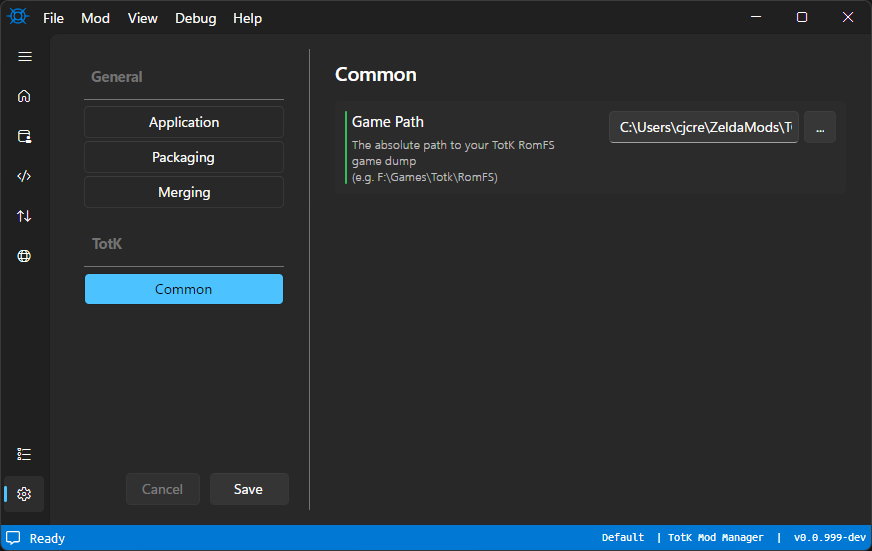 File Mod View Debug Help
General
Application
Packaging
Merging
TotK
Common
Cancel Save
Common
Game Path
The absolute path to your TotK RomFS
game dump
(e.g. F:\Games\Totk\RomFS)
C:\Users\cjcre\ZeldaMods\T
...
Ready
Default | TotK Mod Manager | v0.0.999-dev